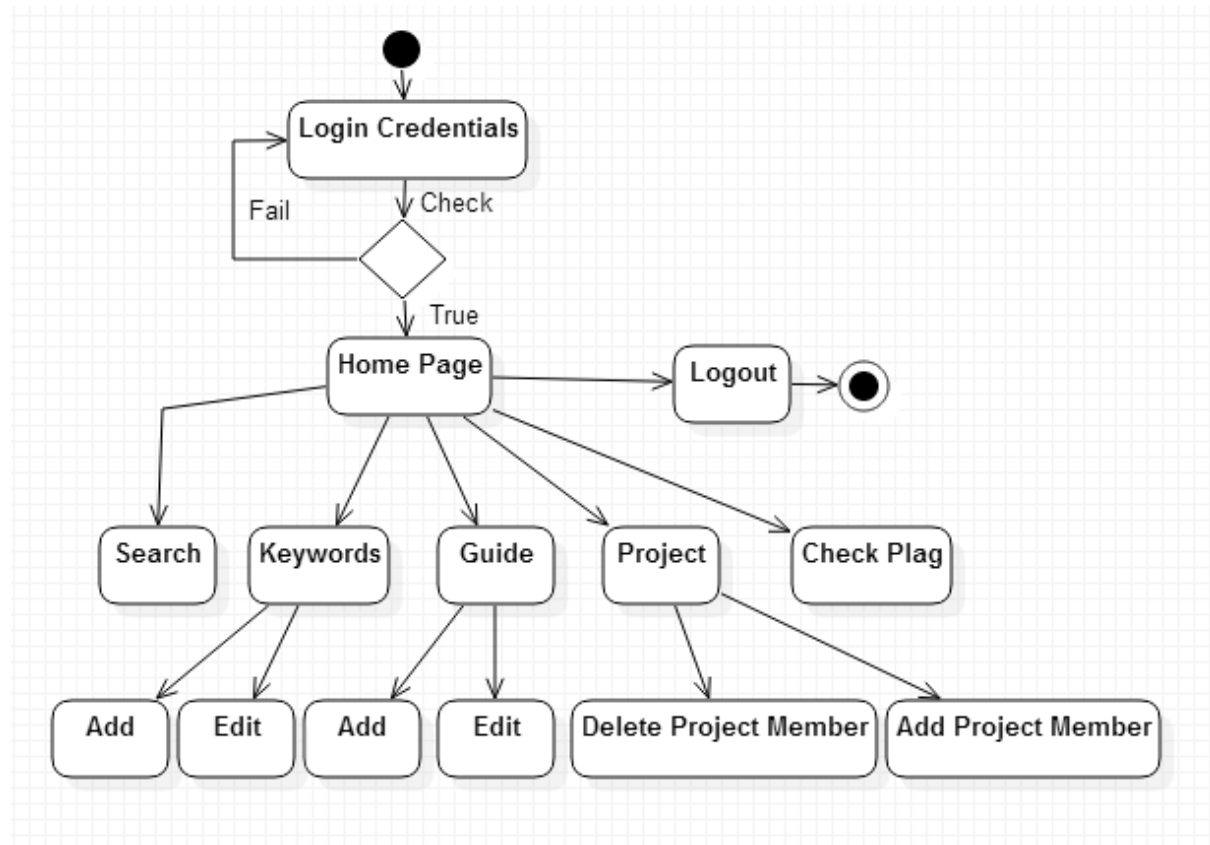 Login Credentials
Fail
Check
True
Home Page
Logout
Search
Keywords
Guide
Project
Check Plag
Add
Edit
Add
Edit
Delete Project Member
Add Project Member